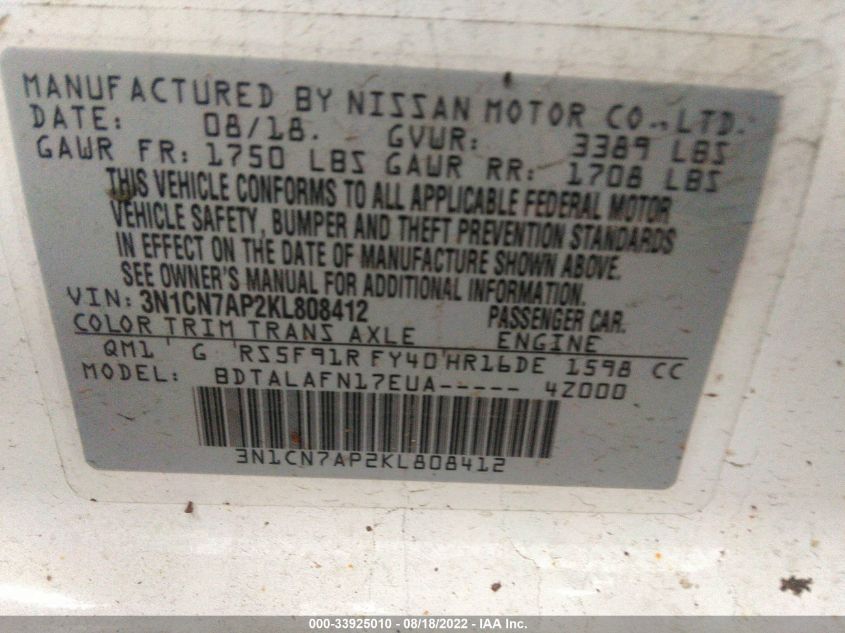 MANUFACTURED BY NISSAN MOTOR CO.,LTD.
DATE: 08/18. GVWR: 3389 LBS
GAWR FR: 1750 LBS GAWR RR: 1708 LBS
THIS VEHICLE CONFORMS TO ALL APPLICABLE FEDERAL MOTOR
VEHICLE SAFETY, BUMPER AND THEFT PREVENTION STANDARDS
IN EFFECT ON THE DATE OF MANUFACTURE SHOWN ABOVE.
SEE OWNER'S MANUAL FOR ADDITIONAL INFORMATION.
VIN: 3N1CN7AP2KL808412 PASSENGER CAR.
COLOR TRIM TRANS AXLE ENGINE
QM1 G RS5F91R FY40 HR16DE 1598 CC
MODEL: BDTALAFN17EUA----- 4Z000
3N1CN7AP2KL808412
000-33925010 - 08/18/2022 - IAA Inc.